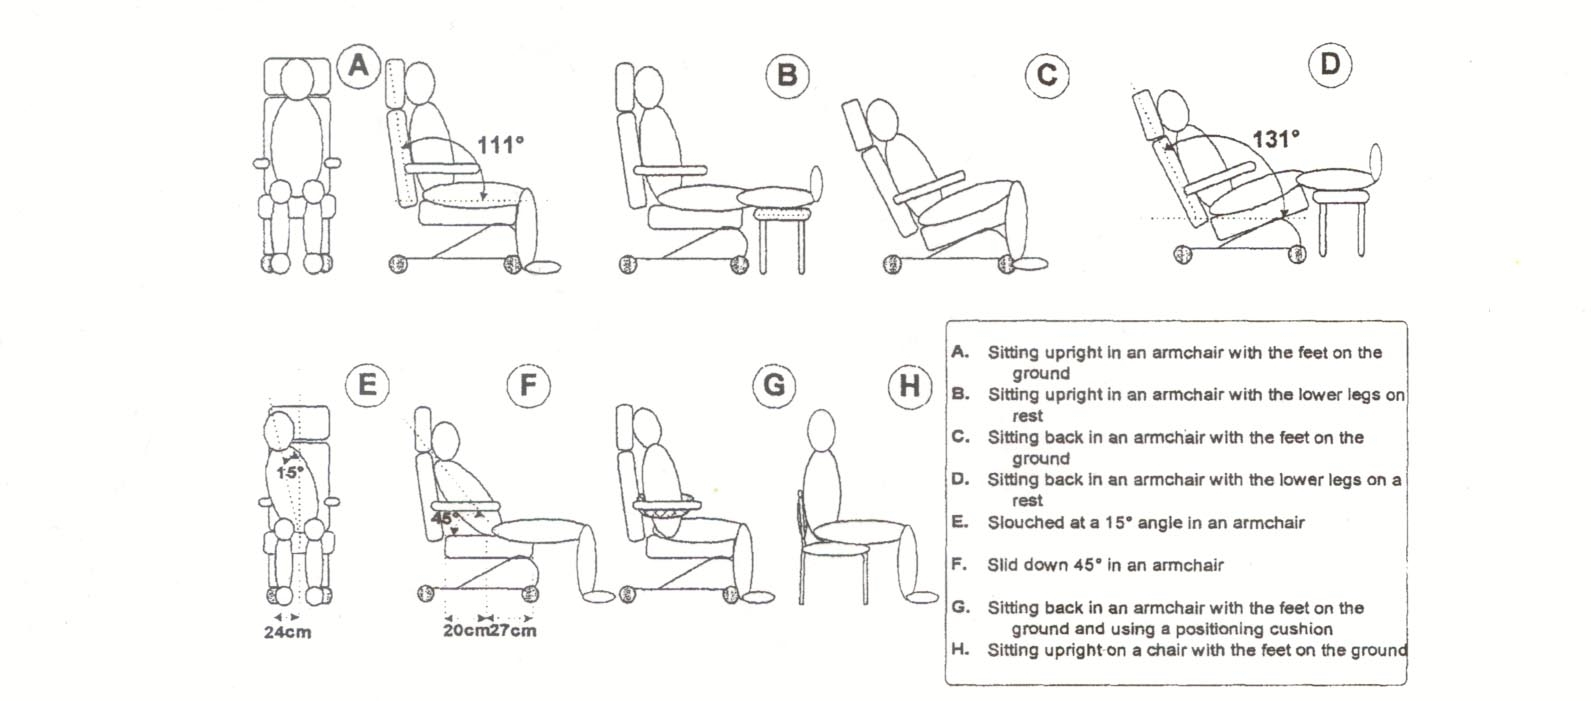 A
111°
B
C
D
131°
E
15°
24cm
F
45°
20cm 27cm
G
H
A. Sitting upright in an armchair with the feet on the
ground
B. Sitting upright in an armchair with the lower legs on
rest
C. Sitting back in an armchair with the feet on the
ground
D. Sitting back in an armchair with the lower legs on a
rest
E. Slouched at a 15° angle in an armchair
F. Slid down 45° in an armchair
G. Sitting back in an armchair with the feet on the
ground and using a positioning cushion
H. Sitting upright on a chair with the feet on the ground